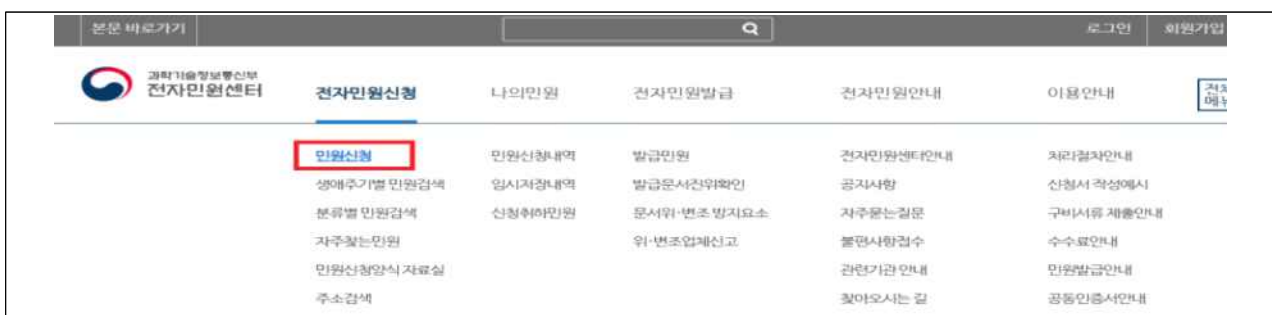 본문 바로가기 로그인 회원가입
과학기술정보통신부
전자민원센터
전자민원신청 나의민원 전자민원발급 전자민원안내 이용안내
민원신청 민원신청내역 발급민원 전자민원센터안내 처리절차안내
생애주기별 민원검색 임시저장내역 발급문서진위확인 공지사항 신청서 작성예시
분류별 민원검색 신청취하민원 문서위·변조 방지요소 자주묻는질문 구비서류 제출안내
자주찾는민원 위·변조업체신고 불편사항접수 수수료안내
민원신청양식 자료실 관련기관 안내 민원발급안내
주소검색 찾아오시는 길 공동인증서안내